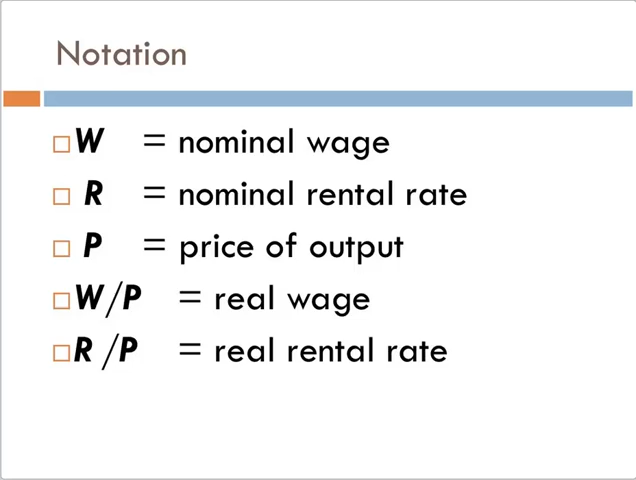 Notation
W = nominal wage
R = nominal rental rate
P = price of output
W/P = real wage
R /P = real rental rate